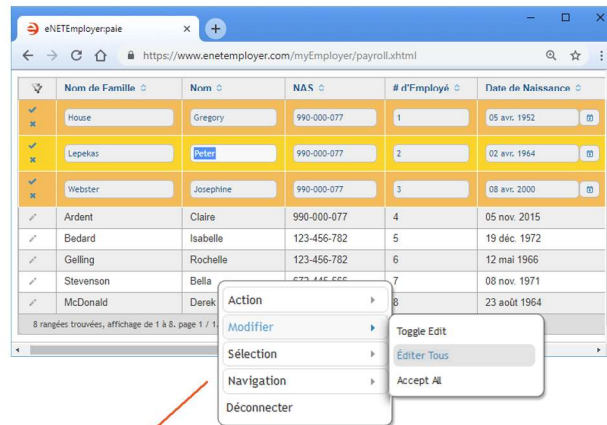 eNETEmployer:paie
https://www.enetemployer.com/myEmployer/payroll.xhtml
Nom de Famille Nom NAS # d'Employé Date de Naissance
House Gregory 990-000-077 1 05 avr. 1952
Lepekas Peter 990-000-077 2 02 avr. 1964
Webster Josephine 990-000-077 3 08 avr. 2000
Ardent Claire 990-000-077 4 05 nov. 2015
Bedard Isabelle 123-456-782 5 19 déc. 1972
Gelling Rochelle 123-456-782 6 12 mai 1966
Stevenson Bella 7 08 nov. 1971
McDonald Derek 8 23 août 1964
8 rangées trouvées, affichage de 1 à 8. page 1 / 1.
Action
Modifier
Sélection
Navigation
Déconnecter
Toggle Edit
Éditer Tous
Accept All